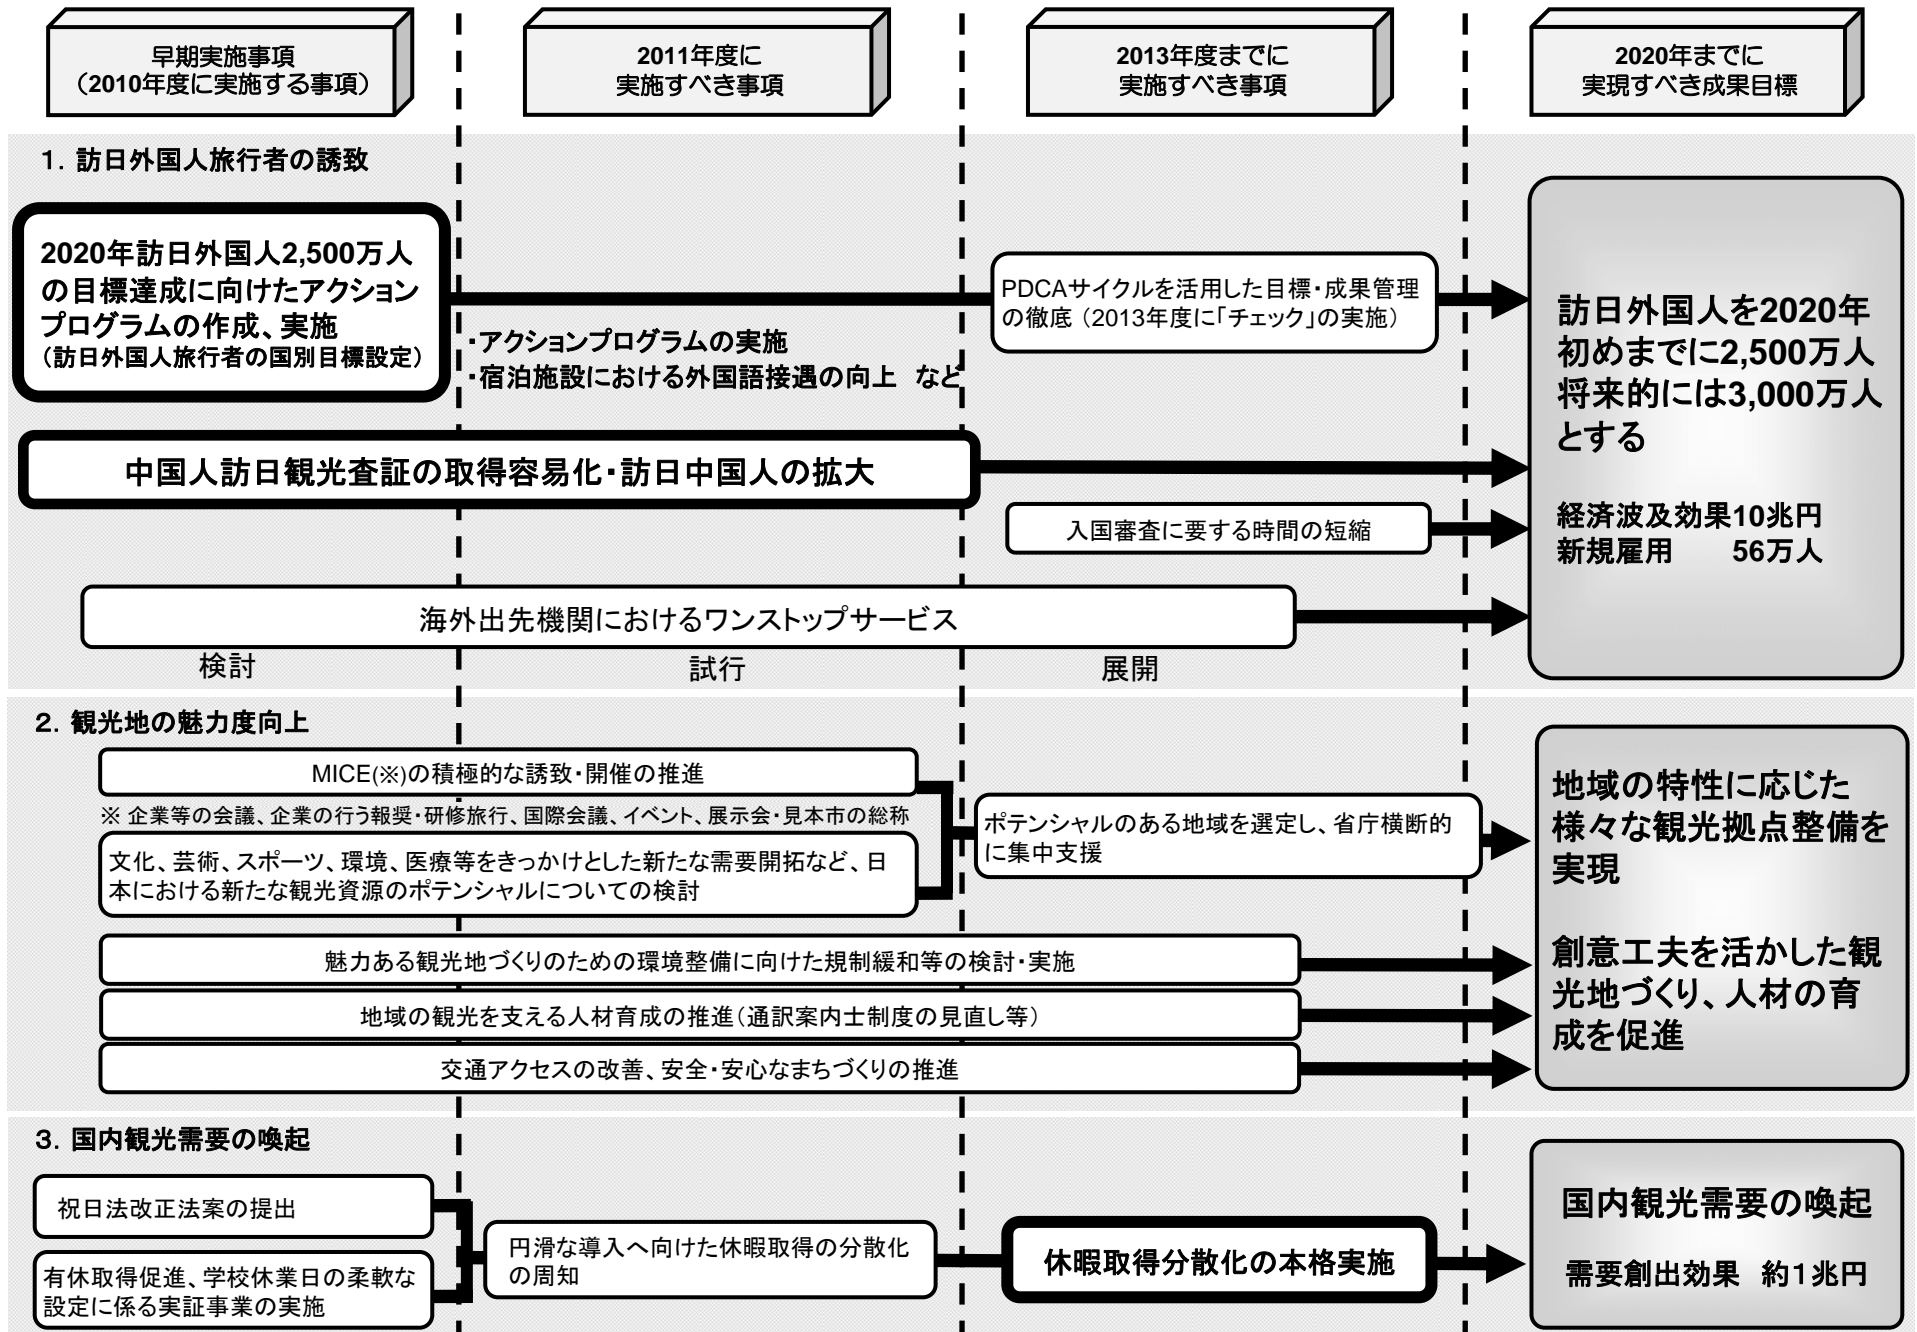 早期実施事項
（2010年度に実施する事項）
2011年度に
実施すべき事項
2013年度までに
実施すべき事項
2020年までに
実現すべき成果目標
１．訪日外国人旅行者の誘致
2020年訪日外国人2,500万人
の目標達成に向けたアクション
プログラムの作成、実施
（訪日外国人旅行者の国別目標設定）
・アクションプログラムの実施
・宿泊施設における外国語接遇の向上　など
PDCAサイクルを活用した目標・成果管理
の徹底（2013年度に「チェック」の実施）
中国人訪日観光査証の取得容易化・訪日中国人の拡大
入国審査に要する時間の短縮
海外出先機関におけるワンストップサービス
検討
試行
展開
訪日外国人を2020年
初めまでに2,500万人
将来的には3,000万人
とする
経済波及効果10兆円
新規雇用　　56万人
２．観光地の魅力度向上
MICE(※)の積極的な誘致・開催の推進
※ 企業等の会議、企業の行う報奨・研修旅行、国際会議、イベント、展示会・見本市の総称
文化、芸術、スポーツ、環境、医療等をきっかけとした新たな需要開拓など、日
本における新たな観光資源のポテンシャルについての検討
ポテンシャルのある地域を選定し、省庁横断的
に集中支援
魅力ある観光地づくりのための環境整備に向けた規制緩和等の検討・実施
地域の観光を支える人材育成の推進（通訳案内士制度の見直し等）
交通アクセスの改善、安全・安心なまちづくりの推進
地域の特性に応じた
様々な観光拠点整備を
実現
創意工夫を活かした観
光地づくり、人材の育
成を促進
３．国内観光需要の喚起
祝日法改正法案の提出
有休取得促進、学校休業日の柔軟な
設定に係る実証事業の実施
円滑な導入へ向けた休暇取得の分散化
の周知
休暇取得分散化の本格実施
国内観光需要の喚起
需要創出効果　約１兆円